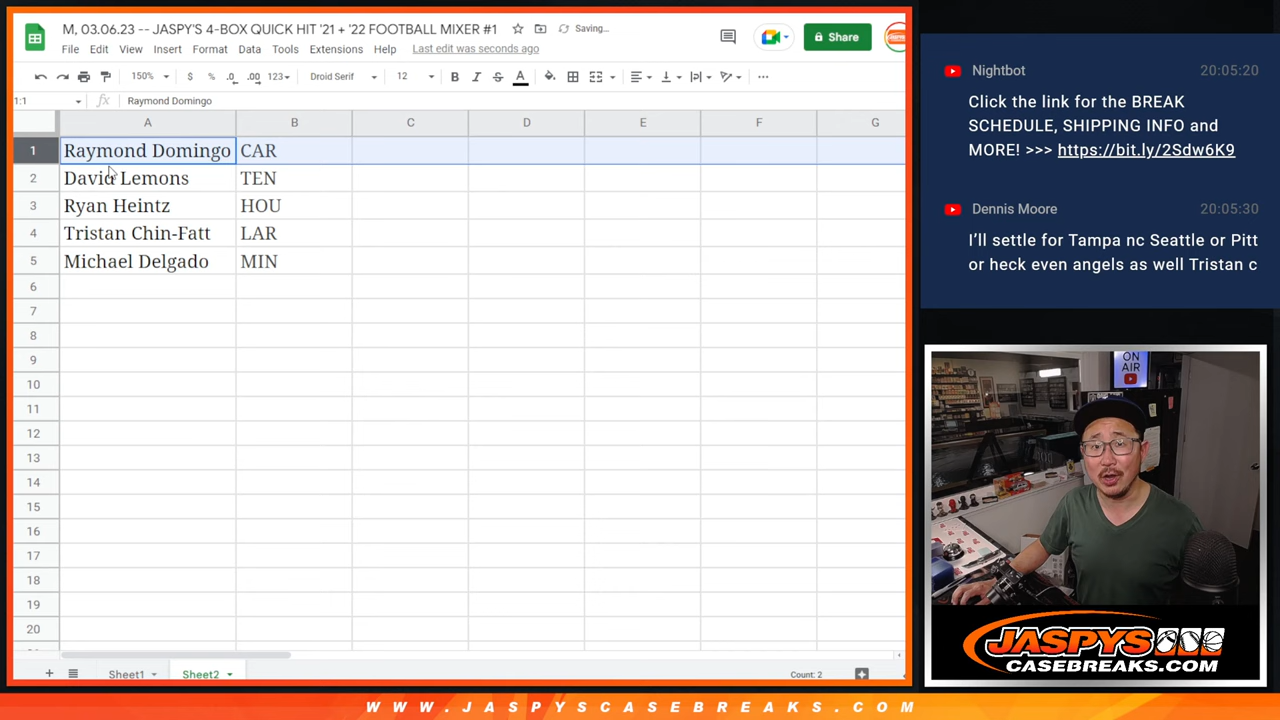 M, 03.06.23 -- JASPY'S 4-BOX QUICK HIT '21 + '22 FOOTBALL MIXER #1
Saving...
File Edit View Insert Format Data Tools Extensions Help Last edit was seconds ago
Share
150% $ % .0 .00 123 Droid Serif 12 B I S A
1:1 fx Raymond Domingo
A B C D E F G
1 Raymond Domingo CAR
2 David Lemons TEN
3 Ryan Heintz HOU
4 Tristan Chin-Fatt LAR
5 Michael Delgado MIN
6
7
8
9
10
11
12
13
14
15
16
17
18
19
20
Sheet1 Sheet2 Count: 2
Nightbot 20:05:20
Click the link for the BREAK
SCHEDULE, SHIPPING INFO and
MORE! >>> https://bit.ly/2Sdw6K9
Dennis Moore 20:05:30
I'll settle for Tampa nc Seattle or Pitt
or heck even angels as well Tristan c
ON
AIR
JASPYS
CASEBREAKS.COM
WWW.JASPYSCASEBREAKS.COM